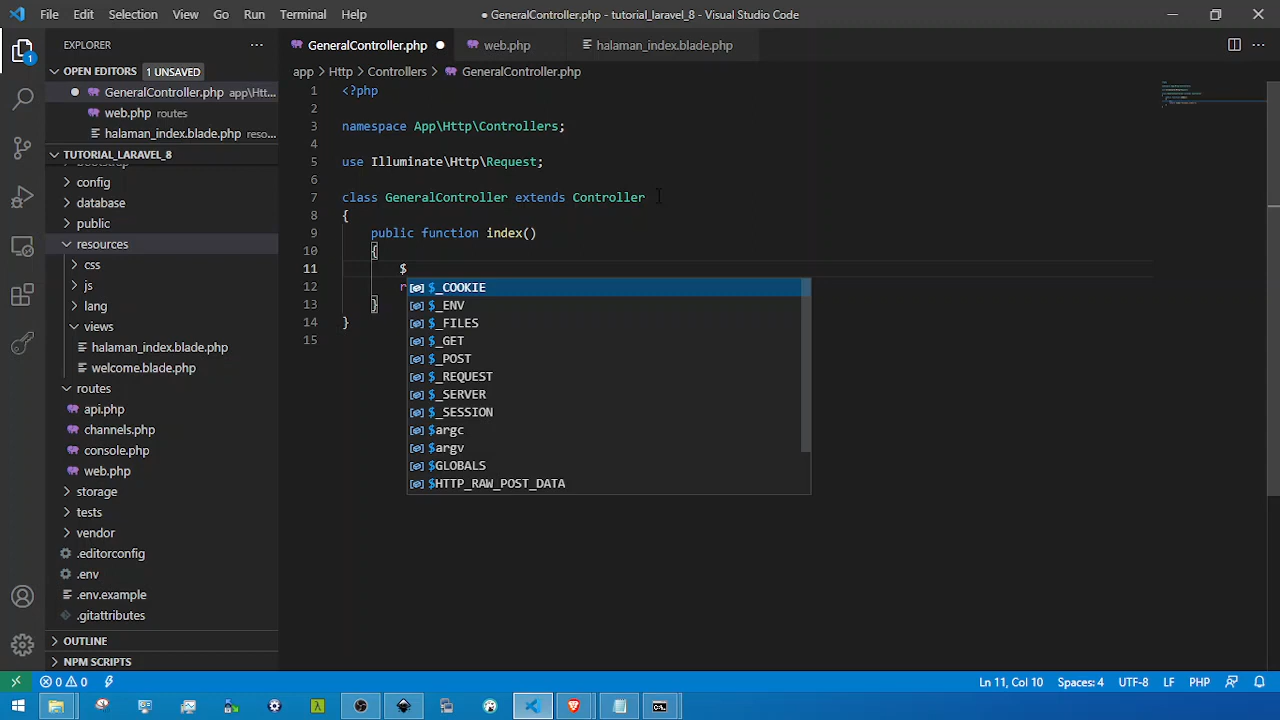 File Edit Selection View Go Run Terminal Help
● GeneralController.php - tutorial_laravel_8 - Visual Studio Code
EXPLORER
GeneralController.php
web.php
halaman_index.blade.php
OPEN EDITORS 1 UNSAVED
GeneralController.php app\Htt...
web.php routes
halaman_index.blade.php reso...
TUTORIAL_LARAVEL_8
bootstrap
config
database
public
resources
css
js
lang
views
halaman_index.blade.php
welcome.blade.php
routes
api.php
channels.php
console.php
web.php
storage
tests
vendor
.editorconfig
.env
.env.example
.gitattributes
OUTLINE
NPM SCRIPTS
1
app > Http > Controllers > GeneralController.php
1 <?php
2
3 namespace App\Http\Controllers;
4
5 use Illuminate\Http\Request;
6
7 class GeneralController extends Controller
8 {
9 public function index()
10 {
11 $
12 r
13 }
14 }
15
$_COOKIE
$_ENV
$_FILES
$_GET
$_POST
$_REQUEST
$_SERVER
$_SESSION
$argc
$argv
$GLOBALS
$HTTP_RAW_POST_DATA
0 0
Ln 11, Col 10 Spaces: 4 UTF-8 LF PHP